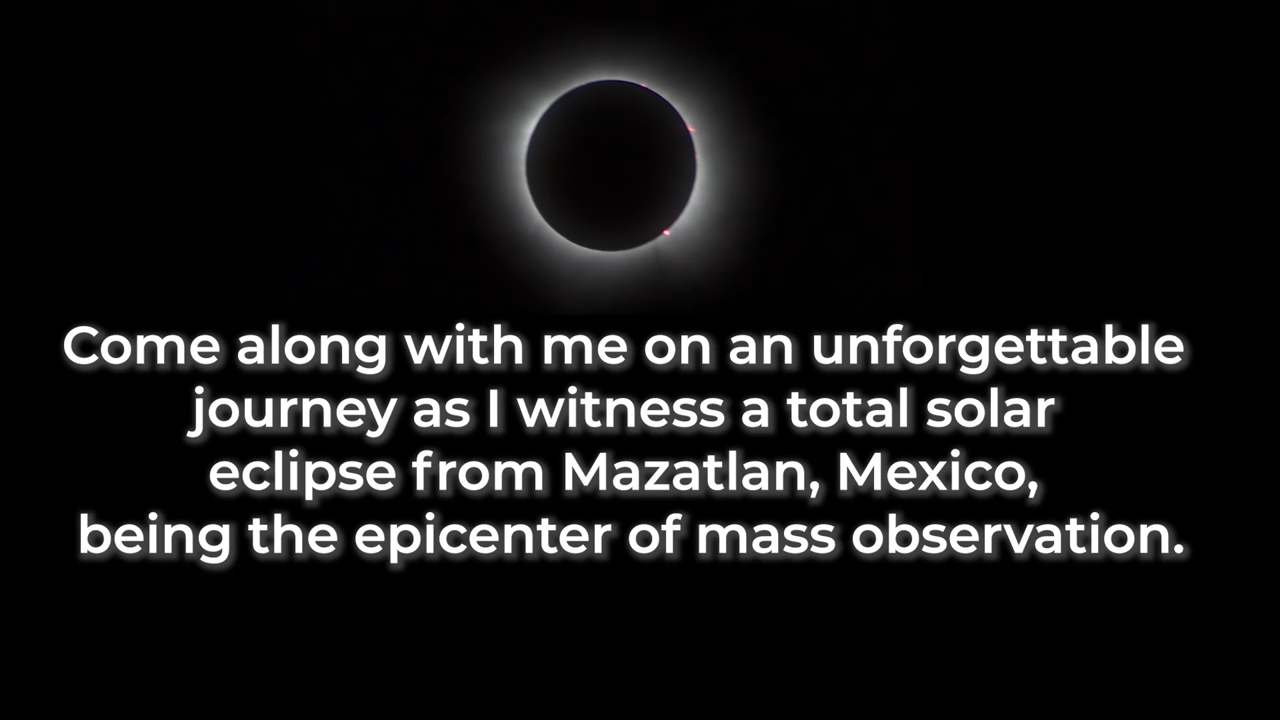 Come along with me on an unforgettable
journey as I witness a total solar
eclipse from Mazatlan, Mexico,
being the epicenter of mass observation.